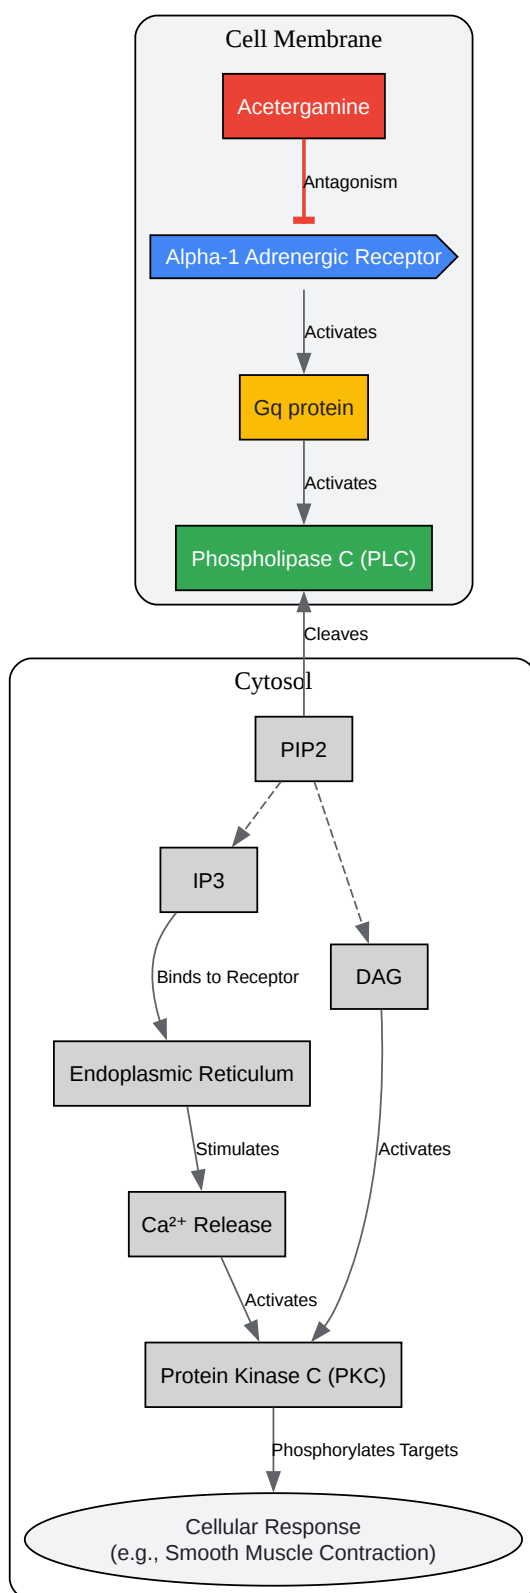 Cell Membrane
Acetergamine
Antagonism
Alpha-1 Adrenergic Receptor
Activates
Gq protein
Activates
Phospholipase C (PLC)
Cleaves
Cytosol
PIP2
IP3
DAG
Binds to Receptor
Endoplasmic Reticulum
Stimulates
Activates
Ca²⁺ Release
Activates
Protein Kinase C (PKC)
Phosphorylates Targets
Cellular Response
(e.g., Smooth Muscle Contraction)